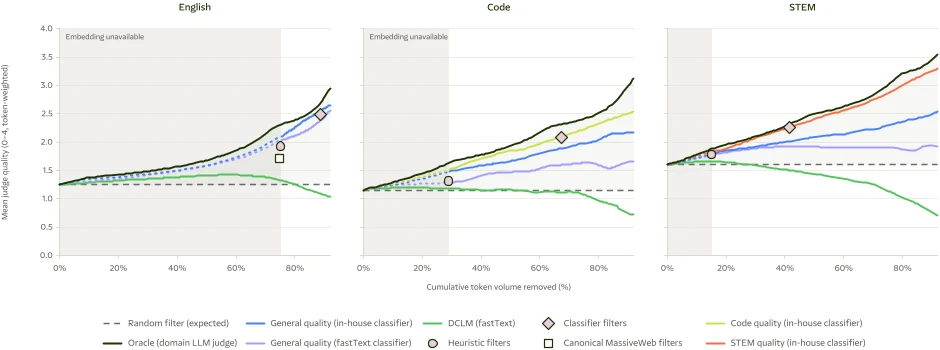 English
Code
STEM
4.0
3.5
3.0
2.5
2.0
1.5
1.0
0.5
0.0
Mean judge quality (0–4, token-weighted)
Embedding unavailable
Embedding unavailable
0% 20% 40% 60% 80%
0% 20% 40% 60% 80%
0% 20% 40% 60% 80%
Cumulative token volume removed (%)
Random filter (expected)
General quality (in-house classifier)
DCLM (fastText)
Classifier filters
Code quality (in-house classifier)
Oracle (domain LLM judge)
General quality (fastText classifier)
Heuristic filters
Canonical MassiveWeb filters
STEM quality (in-house classifier)